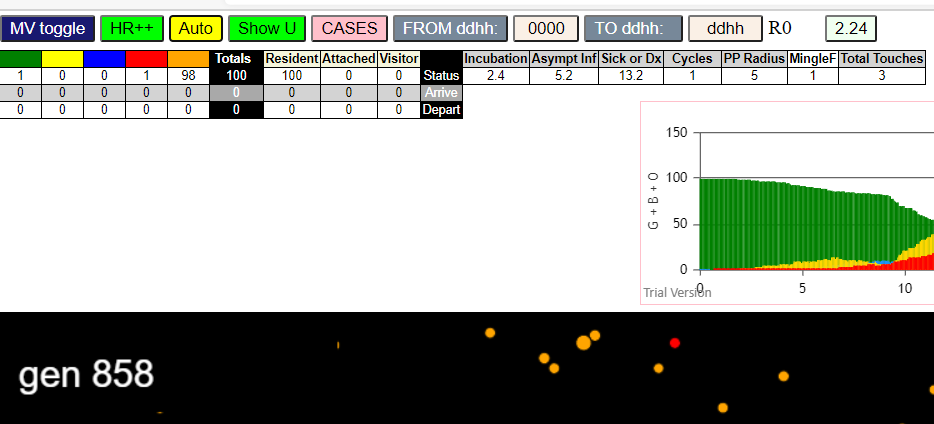 MV toggle HR++ Auto Show U CASES FROM ddhh: 0000 TO ddhh: ddhh R0 2.24
Totals Resident Attached Visitor Incubation Asympt Inf Sick or Dx Cycles PP Radius MingleF Total Touches
1 0 0 1 98 100 100 0 0 Status 2.4 5.2 13.2 1 5 1 3
0 0 0 0 0 0 0 0 0 Arrive
0 0 0 0 0 0 0 0 0 Depart
150
100
50
0
G + B + O
0 5 10
Trial Version
gen 858